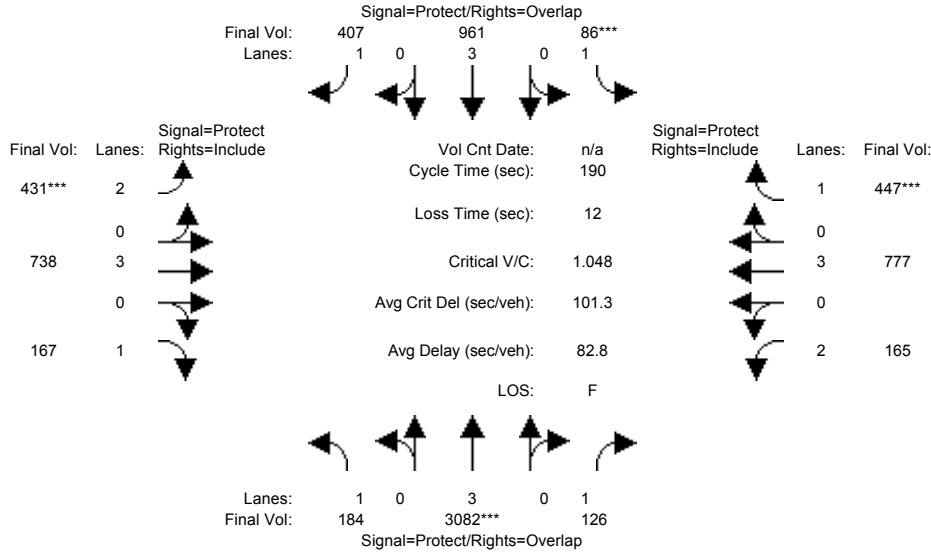 Signal=Protect/Rights=Overlap
Final Vol: 407 961 86***
Lanes: 1 0 3 0 1
Signal=Protect Signal=Protect
Final Vol: Lanes: Rights=Include Vol Cnt Date: n/a Rights=Include Lanes: Final Vol:
Cycle Time (sec): 190
431*** 2 1 447***
Loss Time (sec): 12
0 0
738 3 Critical V/C: 1.048 3 777
0 Avg Crit Del (sec/veh): 101.3 0
167 1 Avg Delay (sec/veh): 82.8 2 165
LOS: F
Lanes: 1 0 3 0 1
Final Vol: 184 3082*** 126
Signal=Protect/Rights=Overlap